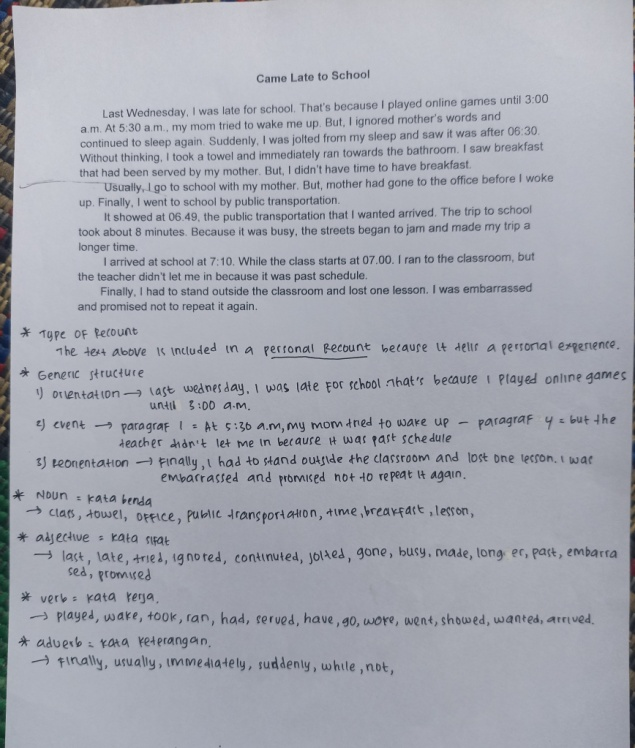 Came Late to School
Last Wednesday, I was late for school. That's because I played online games until 3:00
a.m. At 5:30 a.m., my mom tried to wake me up. But, I ignored mother's words and
continued to sleep again. Suddenly, I was jolted from my sleep and saw it was after 06:30.
Without thinking, I took a towel and immediately ran towards the bathroom. I saw breakfast
that had been served by my mother. But, I didn't have time to have breakfast.
Usually, I go to school with my mother. But, mother had gone to the office before I woke
up. Finally, I went to school by public transportation.
It showed at 06.49, the public transportation that I wanted arrived. The trip to school
took about 8 minutes. Because it was busy, the streets began to jam and made my trip a
longer time.
I arrived at school at 7:10. While the class starts at 07.00. I ran to the classroom, but
the teacher didn't let me in because it was past schedule.
Finally, I had to stand outside the classroom and lost one lesson. I was embarrassed
and promised not to repeat it again.
* Type of Recount
The text above is included in a personal Recount because it tells a personal experience.
* Generic structure
1) orientation → last wednesday, I was late for school that's because I played online games
until 3:00 a.m.
2) event → paragraf 1 = At 5:30 a.m, my mom tried to wake up - paragraf 4 = but the
teacher didn't let me in because it was past schedule
3) Reorientation → Finally, I had to stand outside the classroom and lost one lesson. I was
embarrassed and promised not to repeat it again.
* Noun = kata benda
→ class, towel, office, public transportation, time, breakfast, lesson,
* adjective = kata sifat
→ last, late, tried, ignored, continuted, jolted, gone, busy, made, long er, past, embarra
sed, promised
* verb = kata kerja.
→ played, wake, took, ran, had, served, have, go, woke, went, showed, wanted, arrived.
* adverb = kata keterangan.
→ Finally, usually, immediately, suddenly, while, not,